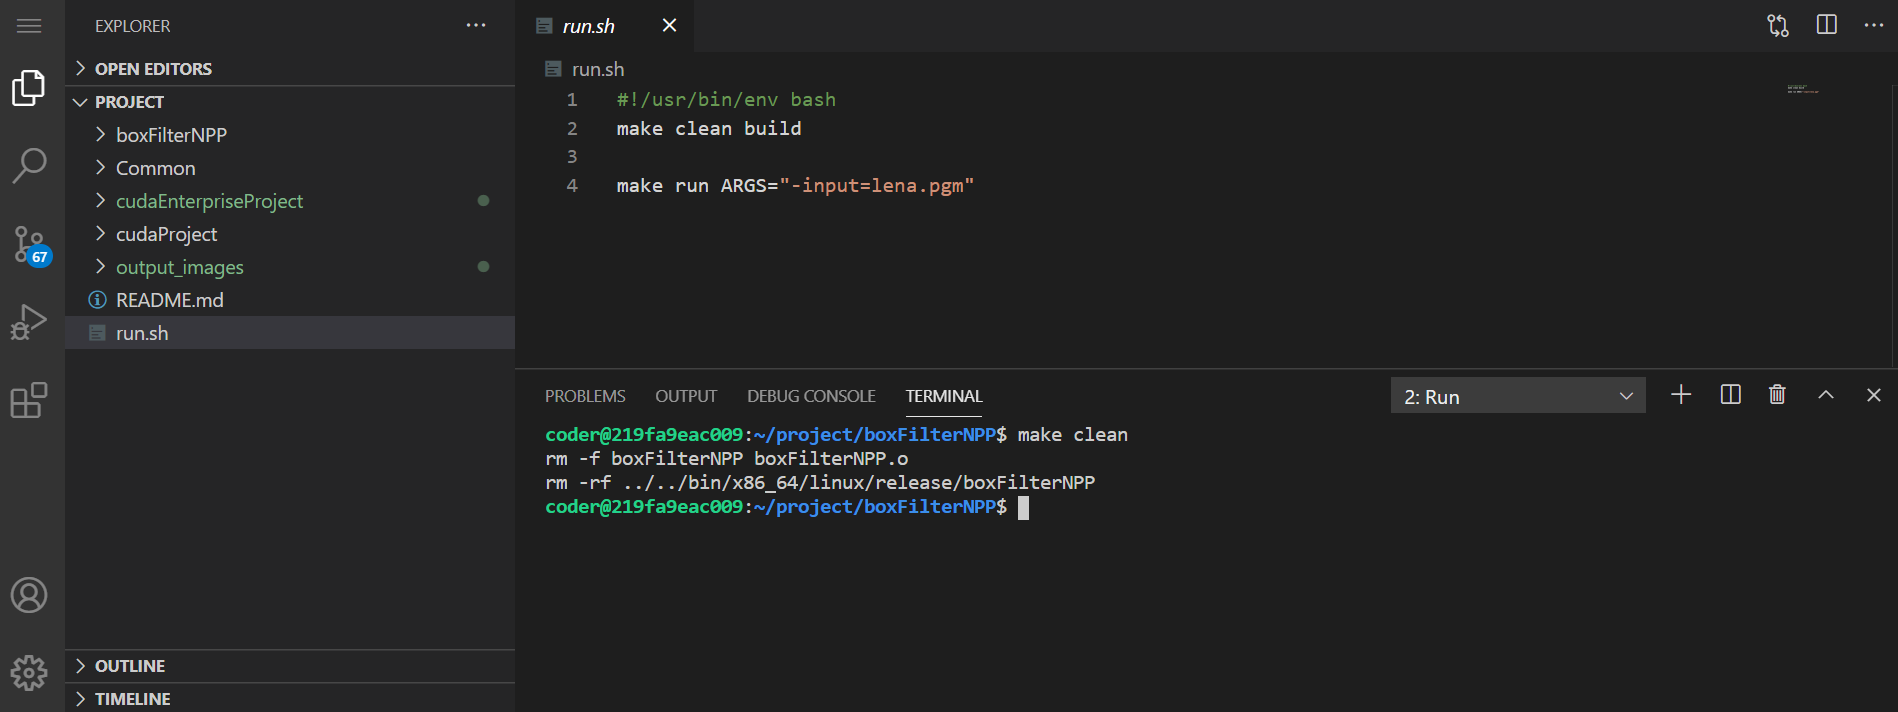 EXPLORER
OPEN EDITORS
PROJECT
boxFilterNPP
Common
cudaEnterpriseProject
cudaProject
output_images
README.md
run.sh
67
OUTLINE
TIMELINE
run.sh
run.sh
1 #!/usr/bin/env bash
2 make clean build
3
4 make run ARGS="-input=lena.pgm"
PROBLEMS OUTPUT DEBUG CONSOLE TERMINAL 2: Run
coder@219fa9eac009:~/project/boxFilterNPP$ make clean
rm -f boxFilterNPP boxFilterNPP.o
rm -rf ../../bin/x86_64/linux/release/boxFilterNPP
coder@219fa9eac009:~/project/boxFilterNPP$